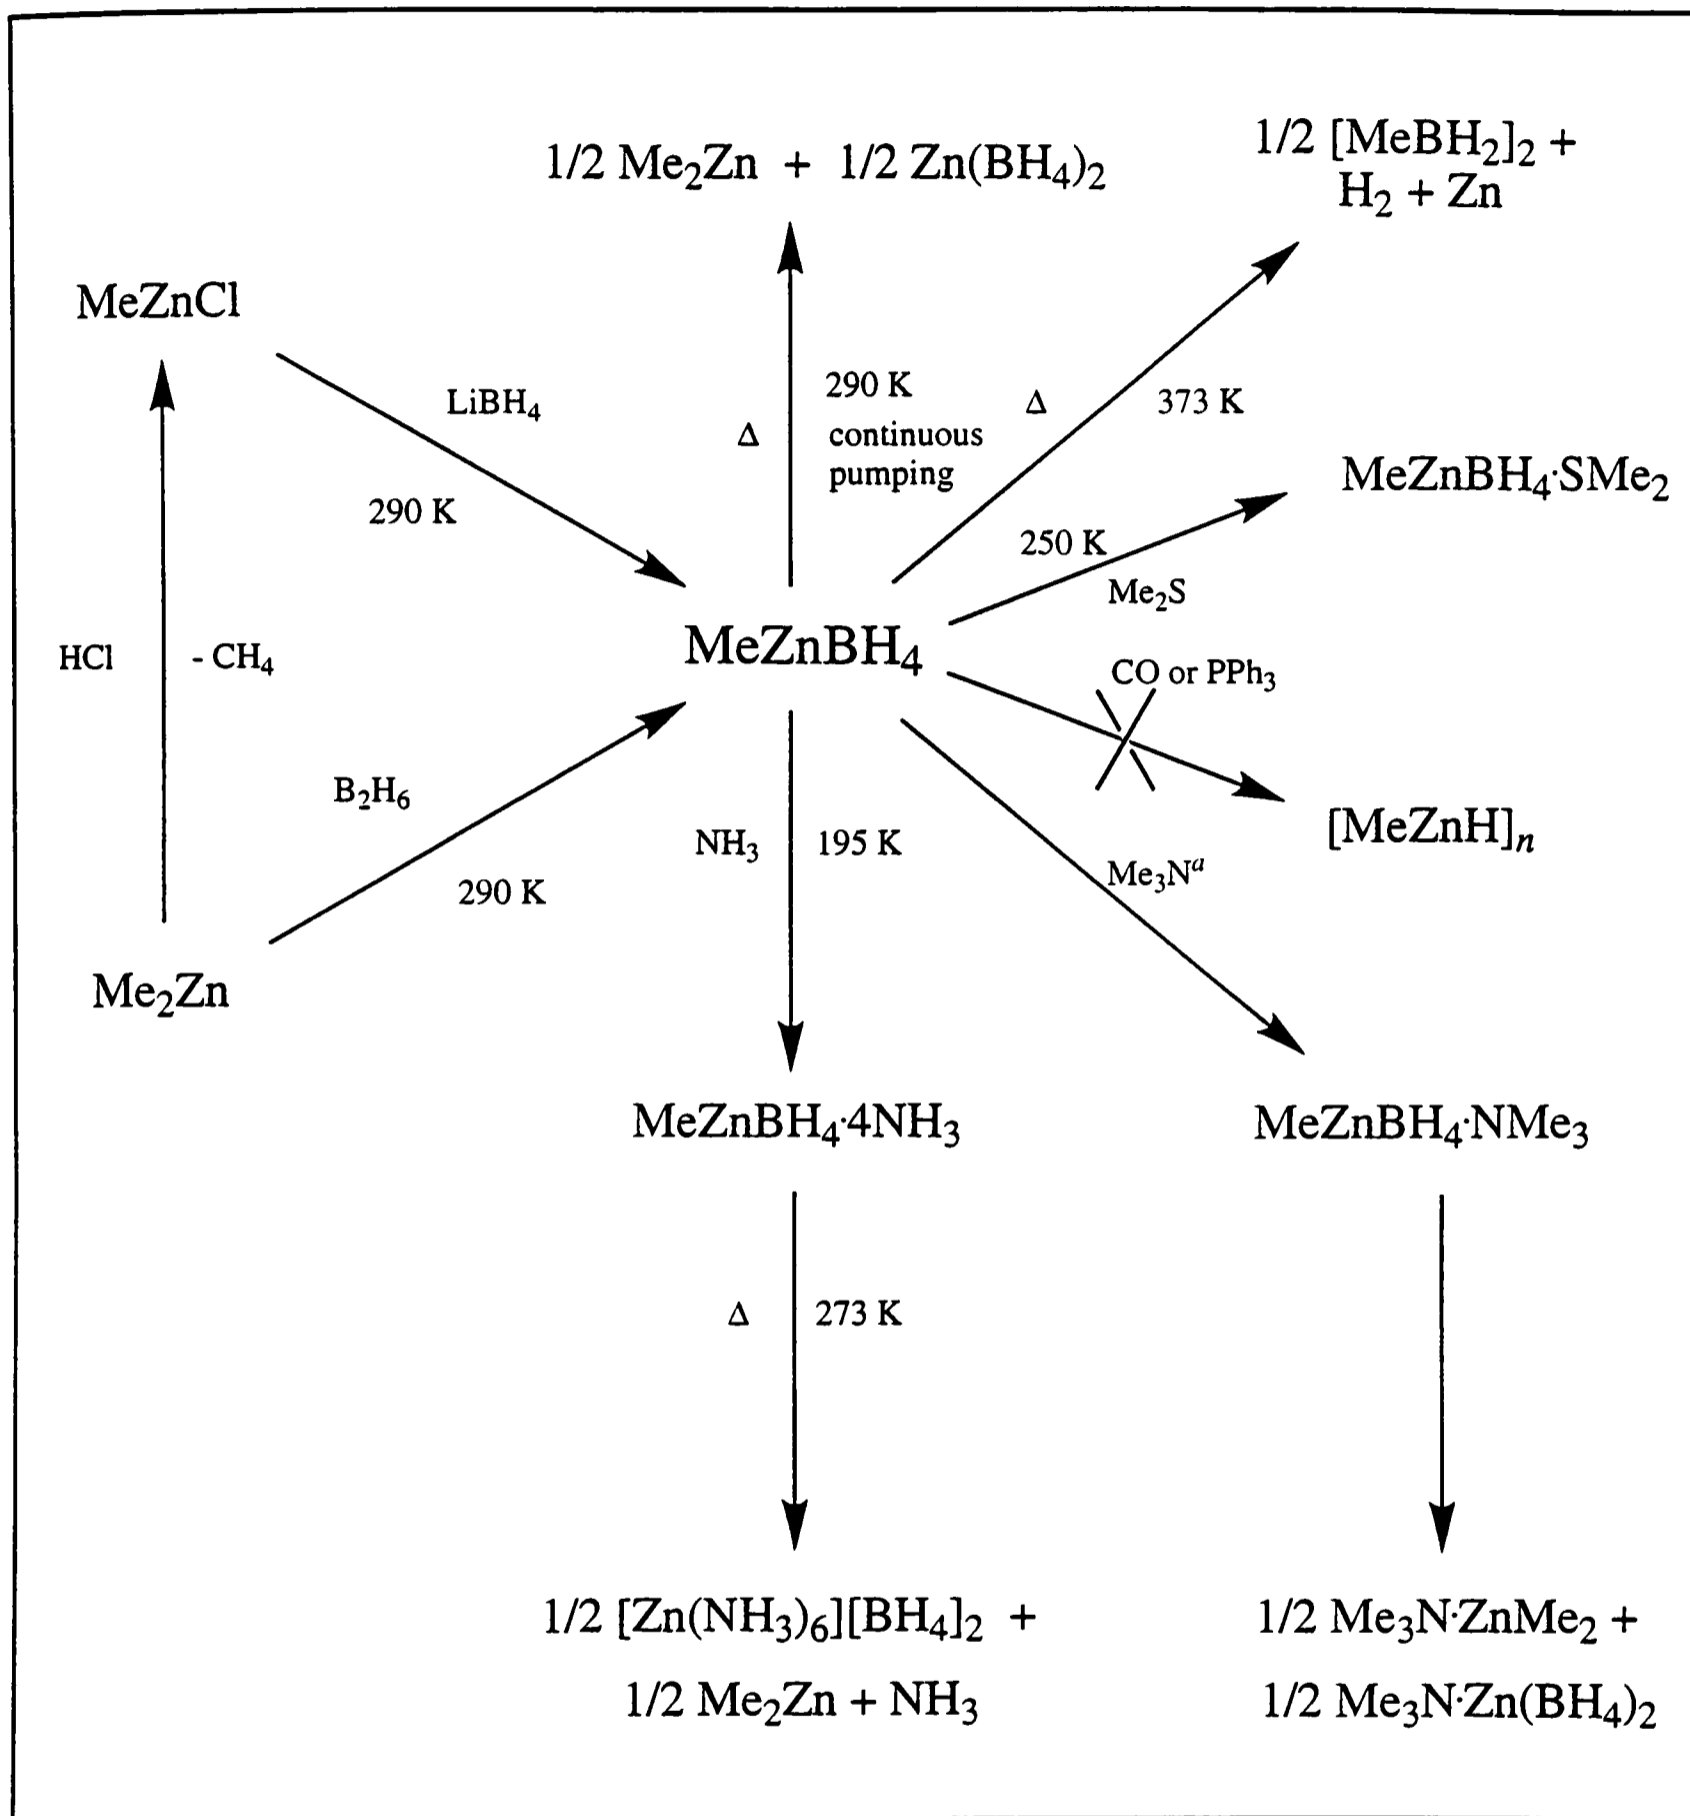 1/2 Me₂Zn + 1/2 Zn(BH₄)₂
1/2 [MeBH₂]₂ +
H₂ + Zn
MeZnCl
LiBH₄
290 K
Δ
290 K
continuous
pumping
Δ
373 K
MeZnBH₄·SMe₂
250 K
Me₂S
HCl
- CH₄
MeZnBH₄
CO or PPh₃
[MeZnH]ₙ
B₂H₆
290 K
NH₃
195 K
Me₃Nᵃ
Me₂Zn
MeZnBH₄·4NH₃
MeZnBH₄·NMe₃
Δ
273 K
1/2 [Zn(NH₃)₆][BH₄]₂ +
1/2 Me₂Zn + NH₃
1/2 Me₃N·ZnMe₂ +
1/2 Me₃N·Zn(BH₄)₂